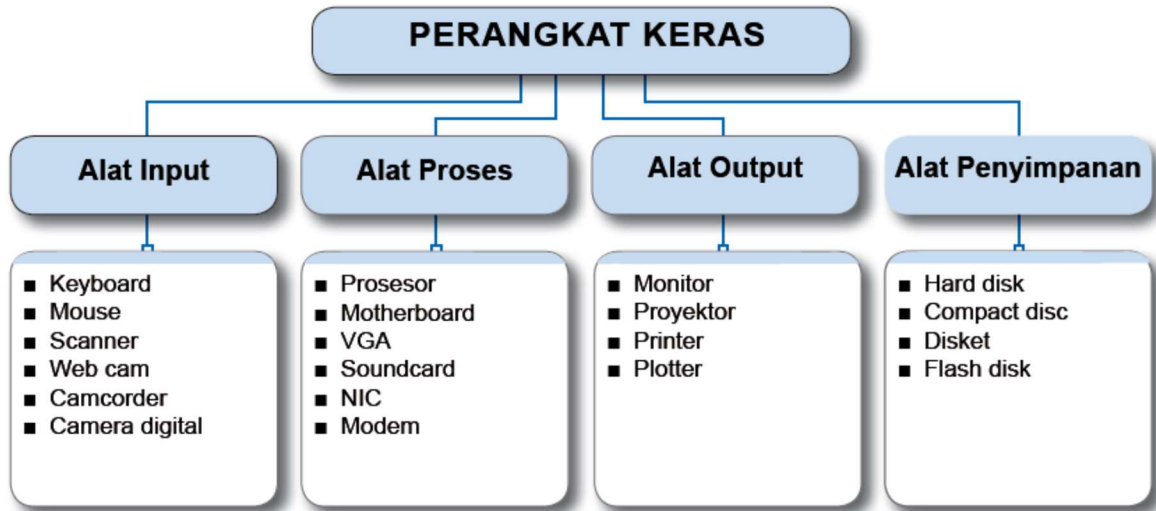 PERANGKAT KERAS
Alat Input
Keyboard
Mouse
Scanner
Web cam
Camcorder
Camera digital
Alat Proses
Prosesor
Motherboard
VGA
Soundcard
NIC
Modem
Alat Output
Monitor
Proyektor
Printer
Plotter
Alat Penyimpanan
Hard disk
Compact disc
Disket
Flash disk